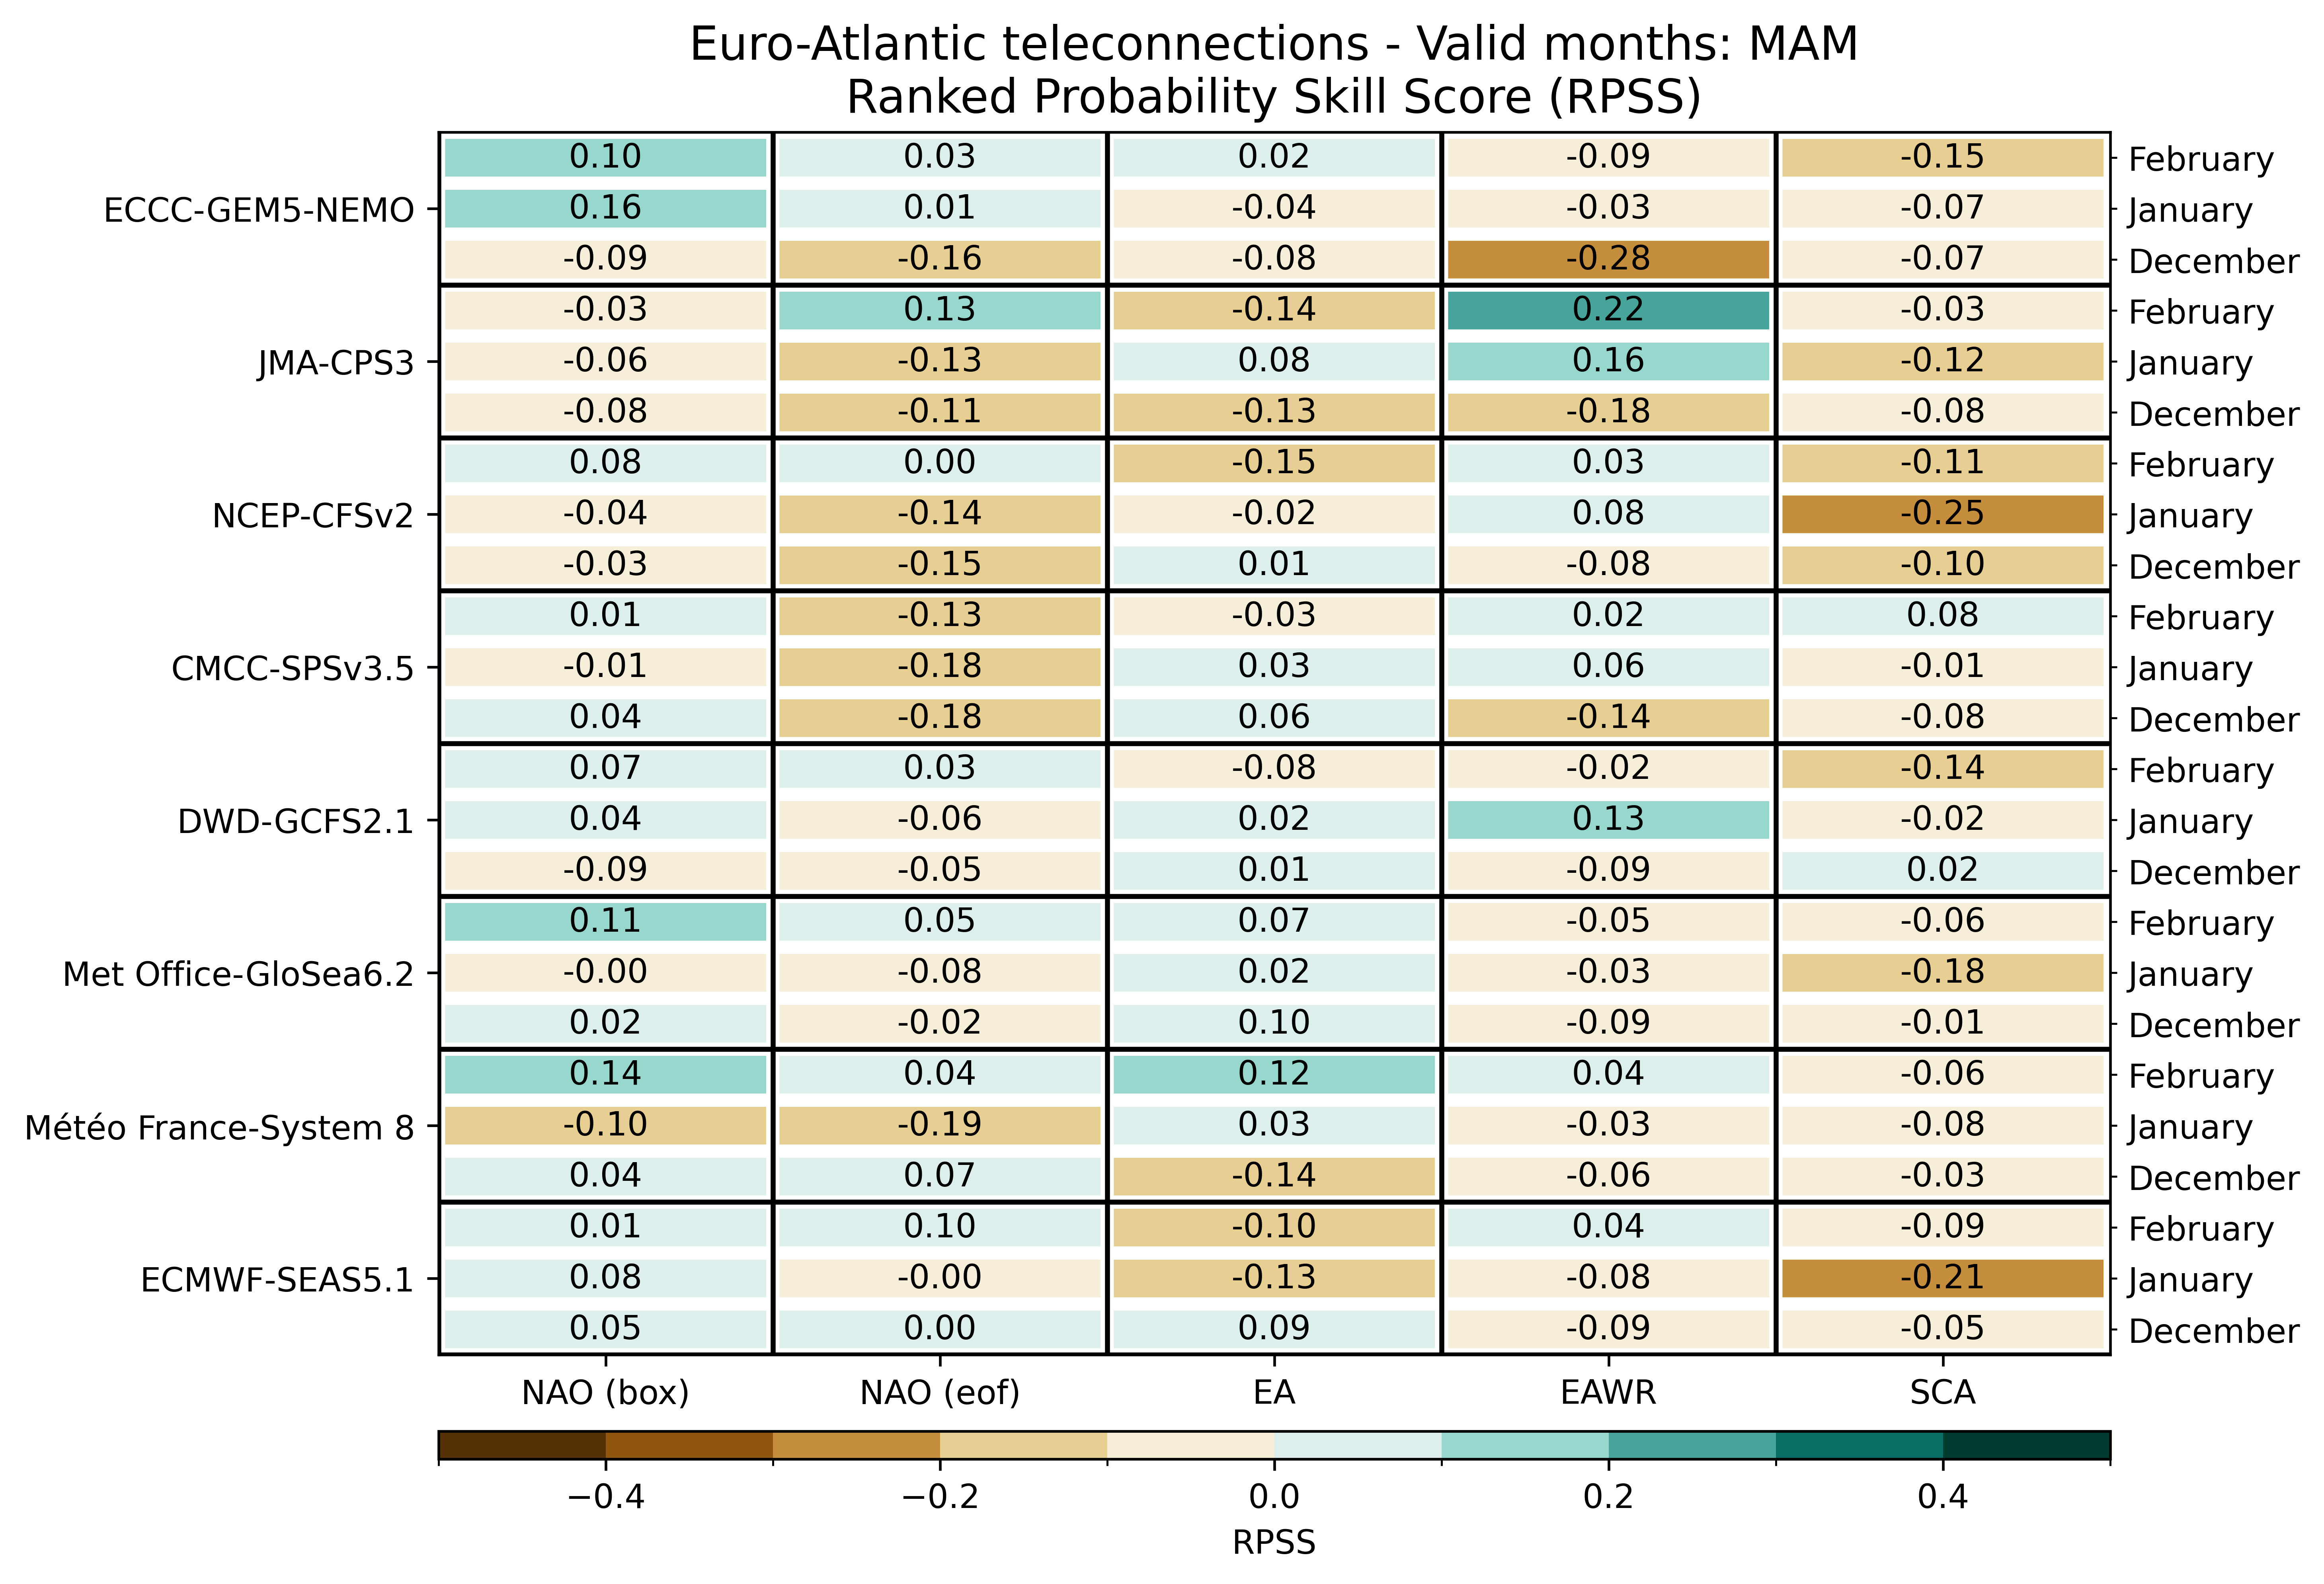 Euro-Atlantic teleconnections - Valid months: MAM
Ranked Probability Skill Score (RPSS)
0.10 0.03 0.02 -0.09 -0.15 February
ECCC-GEM5-NEMO 0.16 0.01 -0.04 -0.03 -0.07 January
-0.09 -0.16 -0.08 -0.28 -0.07 December
-0.03 0.13 -0.14 0.22 -0.03 February
JMA-CPS3 -0.06 -0.13 0.08 0.16 -0.12 January
-0.08 -0.11 -0.13 -0.18 -0.08 December
0.08 0.00 -0.15 0.03 -0.11 February
NCEP-CFSv2 -0.04 -0.14 -0.02 0.08 -0.25 January
-0.03 -0.15 0.01 -0.08 -0.10 December
0.01 -0.13 -0.03 0.02 0.08 February
CMCC-SPSv3.5 -0.01 -0.18 0.03 0.06 -0.01 January
0.04 -0.18 0.06 -0.14 -0.08 December
0.07 0.03 -0.08 -0.02 -0.14 February
DWD-GCFS2.1 0.04 -0.06 0.02 0.13 -0.02 January
-0.09 -0.05 0.01 -0.09 0.02 December
0.11 0.05 0.07 -0.05 -0.06 February
Met Office-GloSea6.2 -0.00 -0.08 0.02 -0.03 -0.18 January
0.02 -0.02 0.10 -0.09 -0.01 December
0.14 0.04 0.12 0.04 -0.06 February
Météo France-System 8 -0.10 -0.19 0.03 -0.03 -0.08 January
0.04 0.07 -0.14 -0.06 -0.03 December
0.01 0.10 -0.10 0.04 -0.09 February
ECMWF-SEAS5.1 0.08 -0.00 -0.13 -0.08 -0.21 January
0.05 0.00 0.09 -0.09 -0.05 December
NAO (box) NAO (eof) EA EAWR SCA
−0.4 −0.2 0.0 0.2 0.4
RPSS